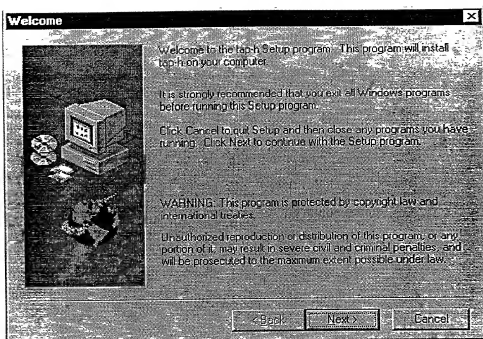 Welcome
Welcome to the tap-h Setup program. This program will install
tap-h on your computer.
It is strongly recommended that you exit all Windows programs
before running this Setup program.
Click Cancel to quit Setup and then close any programs you have
running. Click Next to continue with the Setup program.
WARNING: This program is protected by copyright law and
international treaties.
Unauthorized reproduction or distribution of this program, or any
portion of it, may result in severe civil and criminal penalties, and
will be prosecuted to the maximum extent possible under law.
< Back Next > Cancel